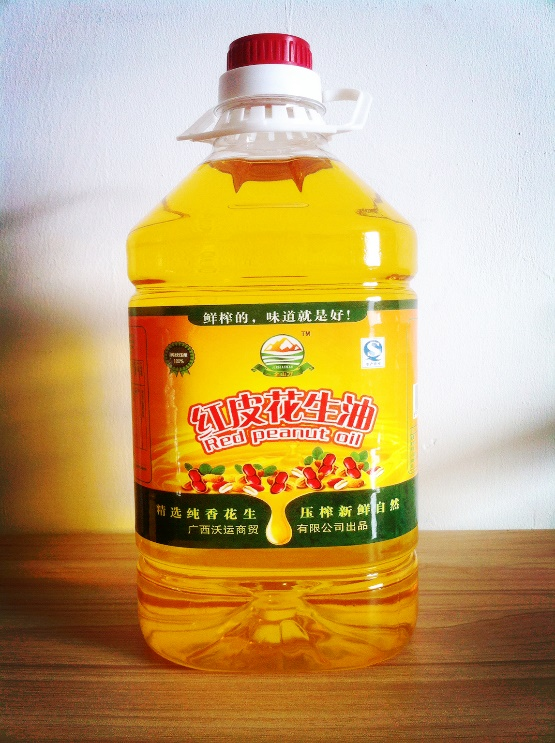 鲜榨的，味道就是好！
TM
100%
红皮花生油
Red peanut oil
精选纯香花生 压榨新鲜自然
广西沃运商贸 有限公司出品